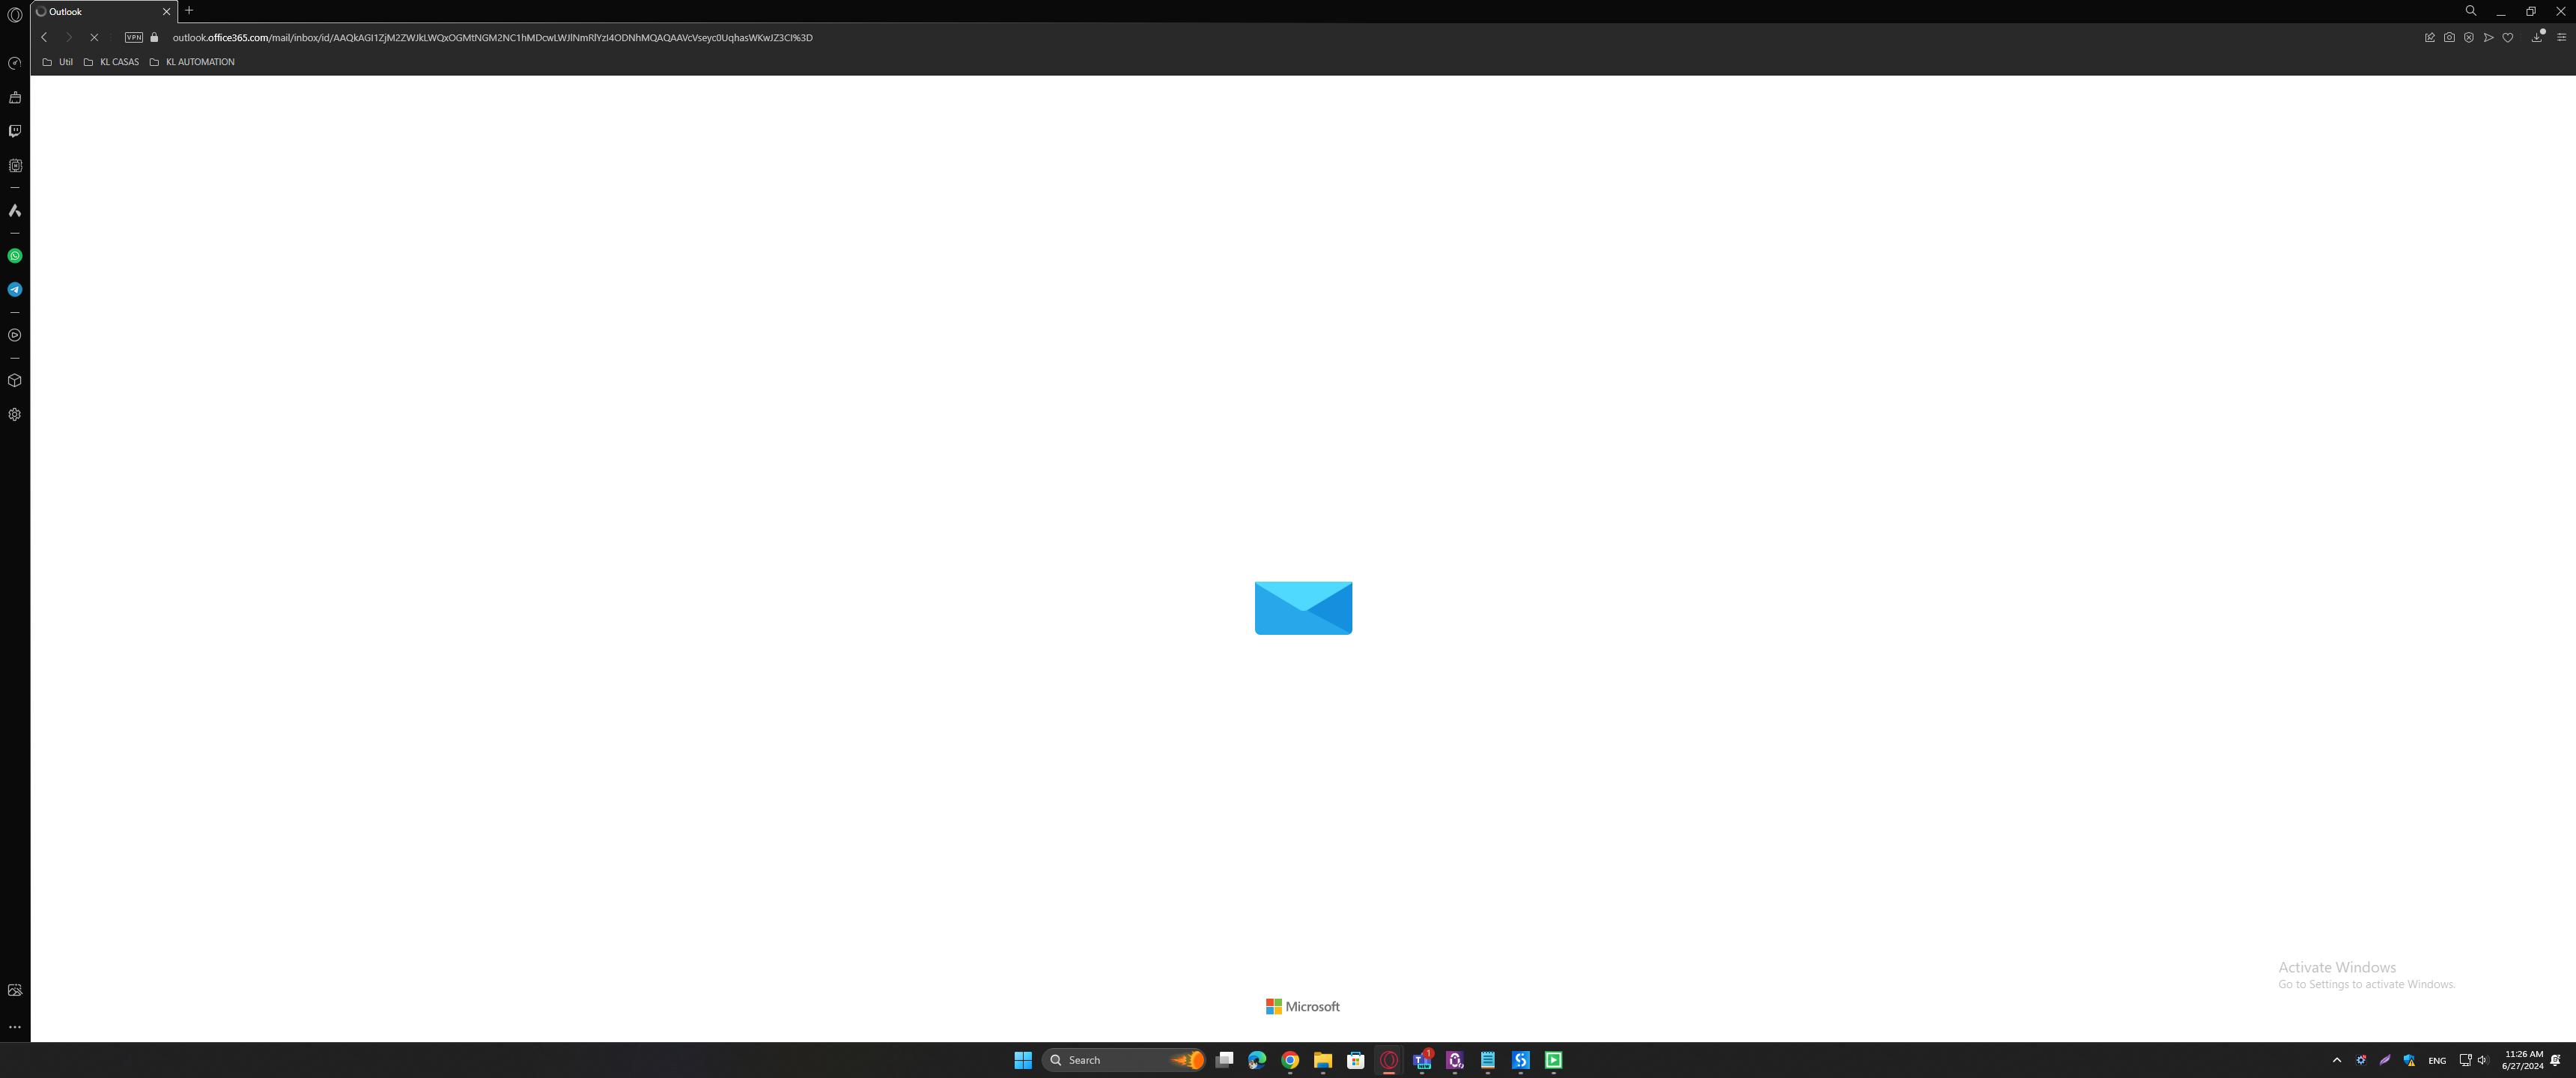 Outlook
VPN
outlook.office365.com/mail/inbox/id/AAQkAGI1ZjM2ZWJkLWQxOGMtNGM2NC1hMDcwLWJlNmRlYzI4ODNhMQAQAAVcVseyc0UqhasWKwJZ3CI%3D
Util
KL CASAS
KL AUTOMATION
Activate Windows
Go to Settings to activate Windows.
Microsoft
Search
1
NEW
ENG
11:26 AM
6/27/2024